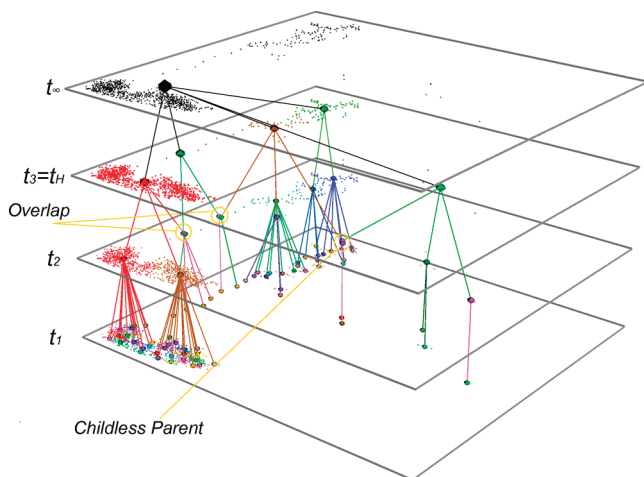 t∞
t3=tH
Overlap
t2
t1
Childless Parent